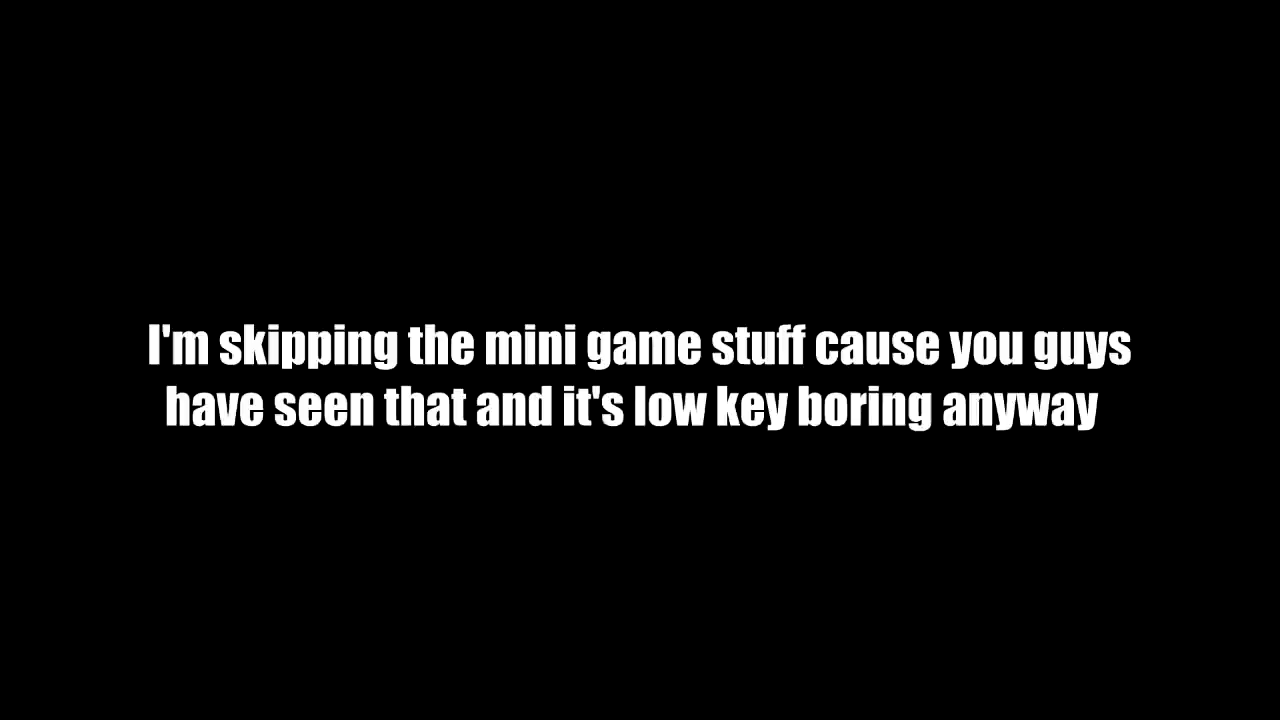 I'm skipping the mini game stuff cause you guys
have seen that and it's low key boring anyway